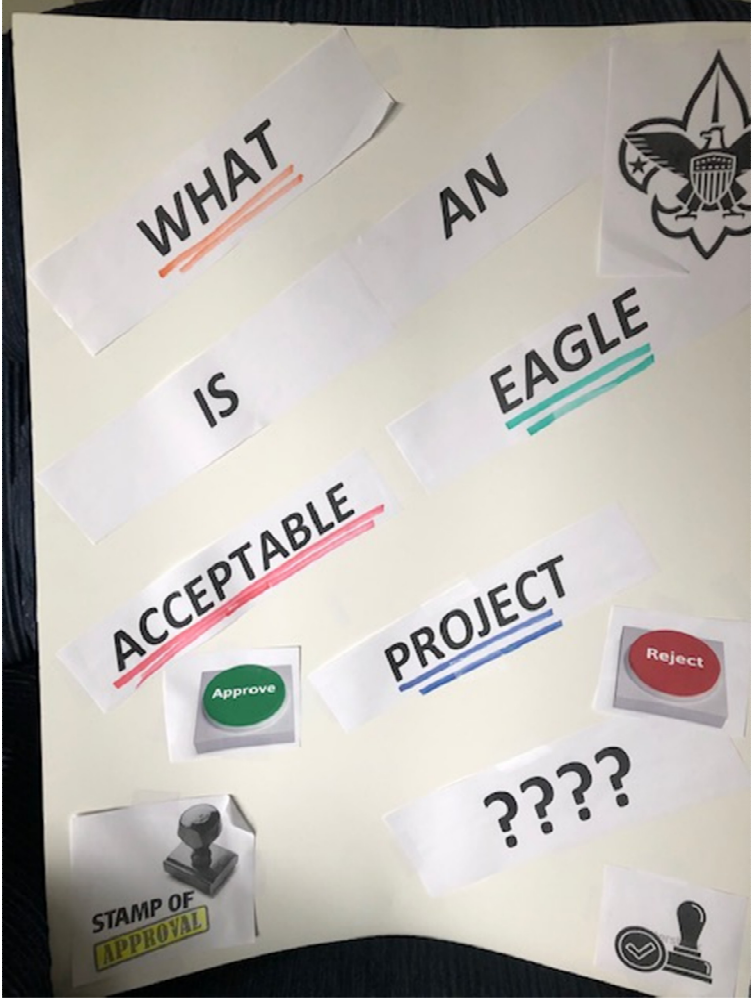 WHAT
IS
ACCEPTABLE
AN
EAGLE
PROJECT
????
Approve
Reject
STAMP OF
APPROVAL